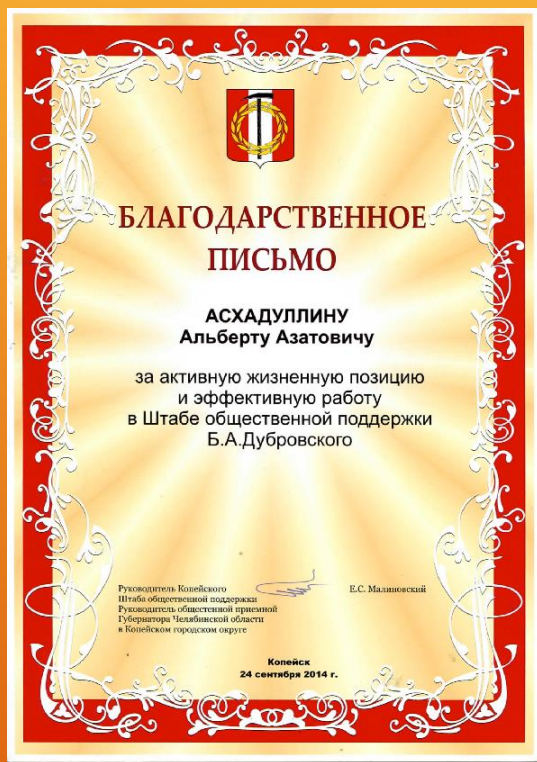 БЛАГОДАРСТВЕННОЕ
ПИСЬМО
АСХАДУЛЛИНУ
Альберту Азатовичу
за активную жизненную позицию
и эффективную работу
в Штабе общественной поддержки
Б.А.Дубровского
Руководитель Копейского Е.С. Малиновский
Штаба общественной поддержки
Руководитель общестенной приемной
Губернатора Челябинской области
в Копейском городском округе
Копейск
24 сентября 2014 г.